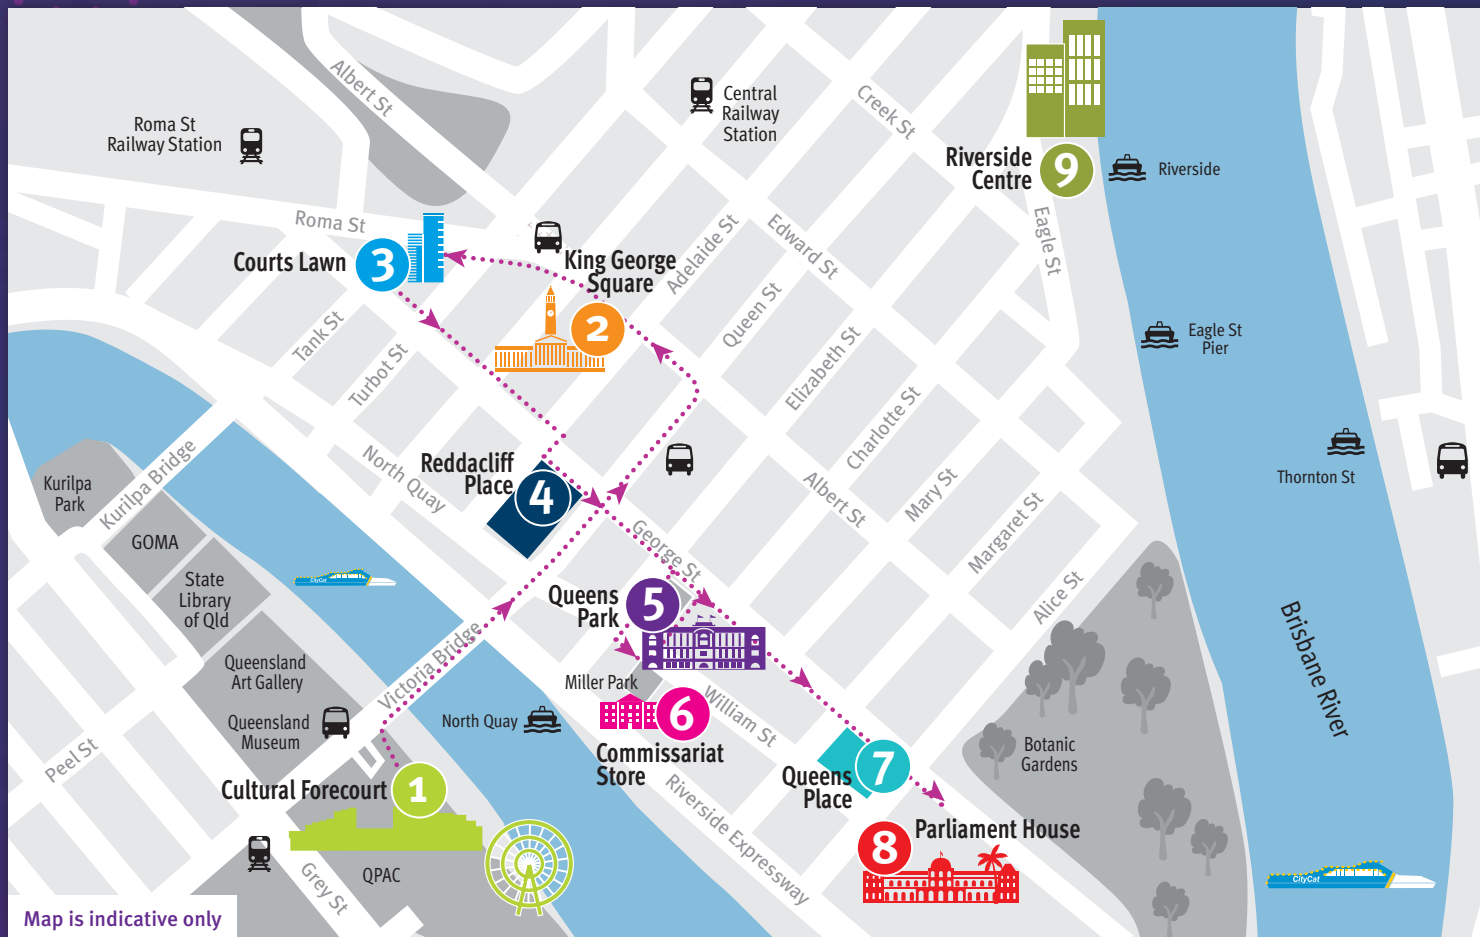 Albert St
Roma St
Railway Station
Central
Railway
Station
Creek St
Riverside
Centre
9
Riverside
Roma St
Courts Lawn
3
King George
Square
2
Adelaide St
Edward St
Eagle St
Queen St
Tank St
Turbot St
Elizabeth St
Eagle St
Pier
Charlotte St
North Quay
Reddacliff
Place
4
Albert St
Mary St
Margaret St
Thornton St
Kurilpa
Park
Kurilpa Bridge
GOMA
State
Library
of Qld
CityCat
George St
Queens
Park
5
Alice St
Brisbane River
Queensland
Art Gallery
Victoria Bridge
Miller Park
6
William St
Commissariat
Store
Queensland
Museum
North Quay
Peel St
Botanic
Gardens
Queens
Place
7
Cultural Forecourt
1
Riverside Expressway
Parliament House
8
QPAC
Grey St
CityCat
Map is indicative only